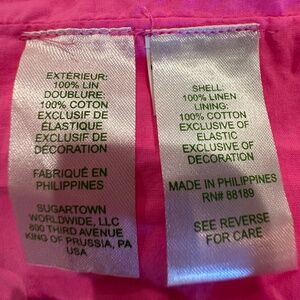 EXTÉRIEUR:
100% LIN
DOUBLURE:
100% COTON
EXCLUSIF DE
ÉLASTIQUE
EXCLUSIF DE
DÉCORATION
FABRIQUÉ EN
PHILIPPINES
SUGARTOWN
WORLDWIDE, LLC
800 THIRD AVENUE
KING OF PRUSSIA, PA
USA
SHELL:
100% LINEN
LINING:
100% COTTON
EXCLUSIVE OF
ELASTIC
EXCLUSIVE OF
DECORATION
MADE IN PHILIPPINES
RN# 88189
SEE REVERSE
FOR CARE